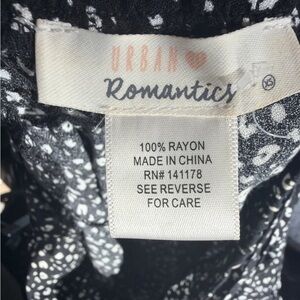 URBAN
Romantics
XS
100% RAYON
MADE IN CHINA
RN# 141178
SEE REVERSE
FOR CARE